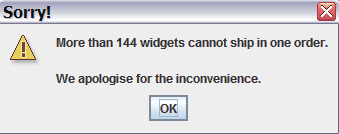 Sorry!
More than 144 widgets cannot ship in one order.
We apologise for the inconvenience.
OK